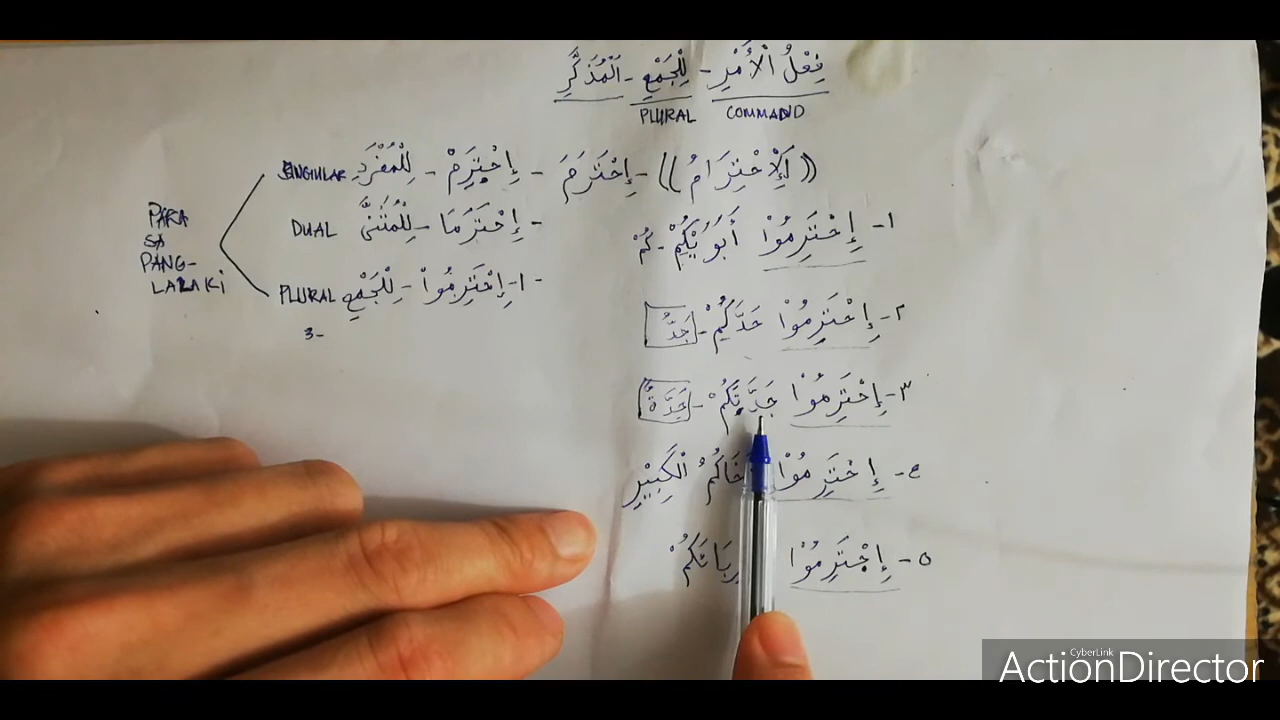 فِعْلُ الْأَمْرِ - لِلْجَمْعِ - الْمُذَكَّرِ
PLURAL COMMAND
((اَلْإِحْتِرَامُ)) - إِحْتَرَمَ - إِحْتَرِمْ - لِلْمُفْرَدِ SINGULAR
- إِحْتَرِمَا - لِلْمُثَنَّى DUAL
١- إِحْتَرِمُواْ - لِلْجَمْعِ PLURAL
3-
PARA
SA
PANG-
LALAKi
١- إِحْتَرِمُوْا أَبُوَيْكُمْ - كُمْ
٢- إِحْتَرِمُوْا جَدَّكُمْ - جَدُّ
٣- إِحْتَرِمُوْا جَدَّتَكُمْ - جَدَّةٌ
٤- إِحْتَرِمُوْا الْكَبِيْرِ
٥- إِحْتَرِمُوْا
CyberLink
ActionDirector